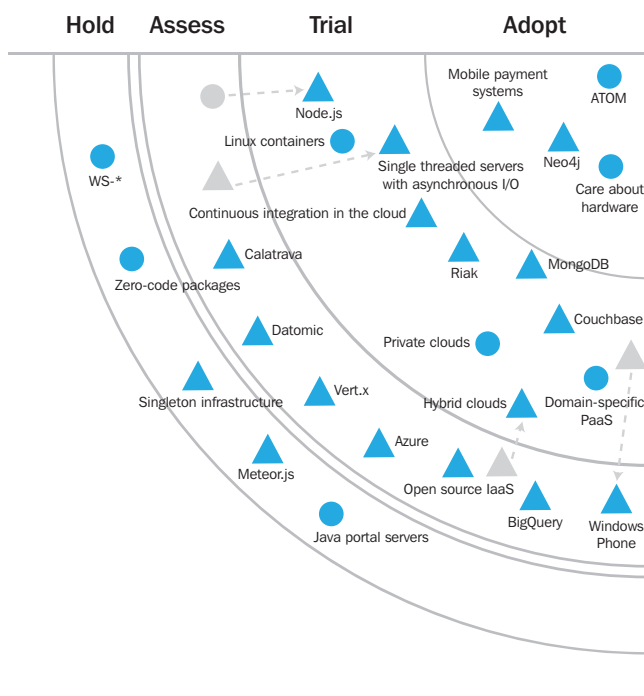 Hold
Assess
Trial
Adopt
Mobile payment
systems
ATOM
Node.js
Linux containers
Neo4j
WS-*
Single threaded servers
with asynchronous I/O
Care about
hardware
Continuous integration in the cloud
Calatrava
Riak
MongoDB
Zero-code packages
Couchbase
Datomic
Private clouds
Vert.x
Singleton infrastructure
Hybrid clouds
Domain-specific
PaaS
Azure
Meteor.js
Open source IaaS
BigQuery
Windows
Phone
Java portal servers